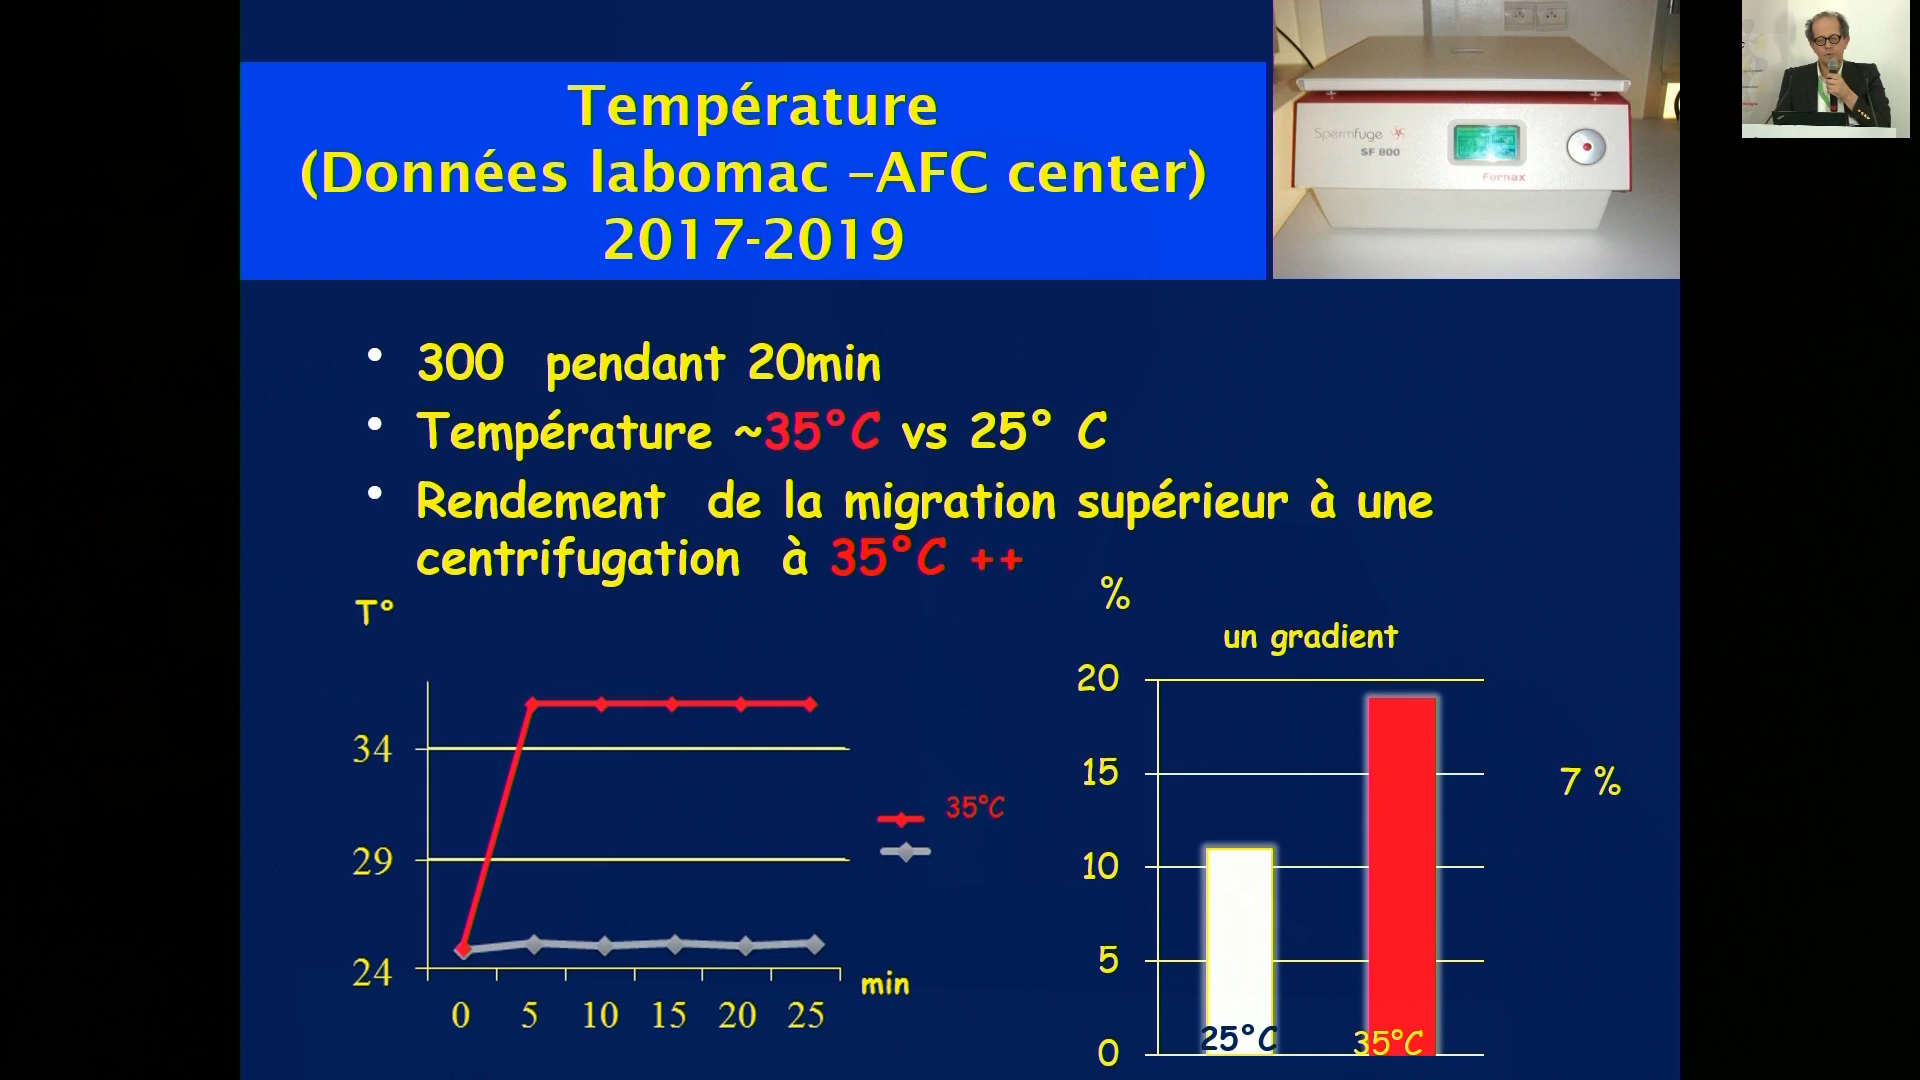 Température
(Données labomac –AFC center)
2017-2019
Spermfuge
SF 800
Fornax
• 300 pendant 20min
• Température ~35°C vs 25° C
• Rendement de la migration supérieur à une
centrifugation à 35°C ++
T°
34
29
24
0 5 10 15 20 25
min
35°C
%
un gradient
20
15
10
5
0
25°C
35°C
7 %